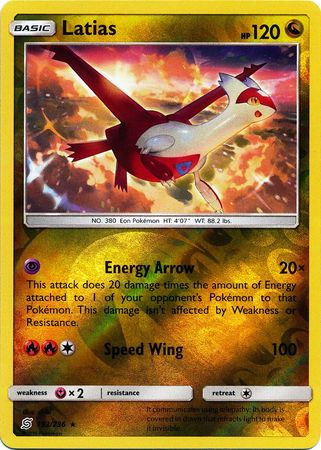 BASIC Latias HP 120
NO. 380 Eon Pokémon HT: 4'07" WT: 88.2 lbs.
Energy Arrow 20×
This attack does 20 damage times the amount of Energy
attached to 1 of your opponent's Pokémon to that
Pokémon. This damage isn't affected by Weakness
or Resistance.
Speed Wing 100
weakness × 2 resistance retreat
It communicates using telepathy. Its body is
covered in down that refracts light to make
it invisible.
/236